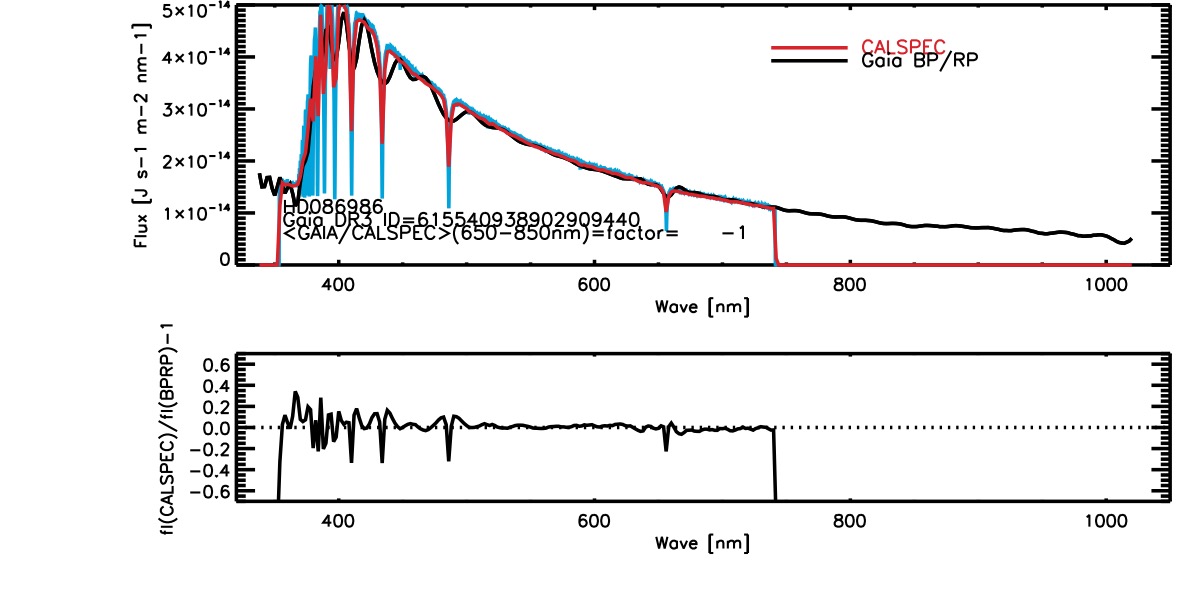 5×10−14
4×10−14
3×10−14
2×10−14
1×10−14
0
Flux [J s−1 m−2 nm−1]
CALSPEC
Gaia BP/RP
HD086986
Gaia DR3 ID=6155409389029094​40
<GAIA/CALSPEC>(650−850nm)=factor= −1
400 600 800 1000
Wave [nm]
0.6
0.4
0.2
0.0
−0.2
−0.4
−0.6
fl(CALSPEC)/fl(BPRP)−1
400 600 800 1000
Wave [nm]